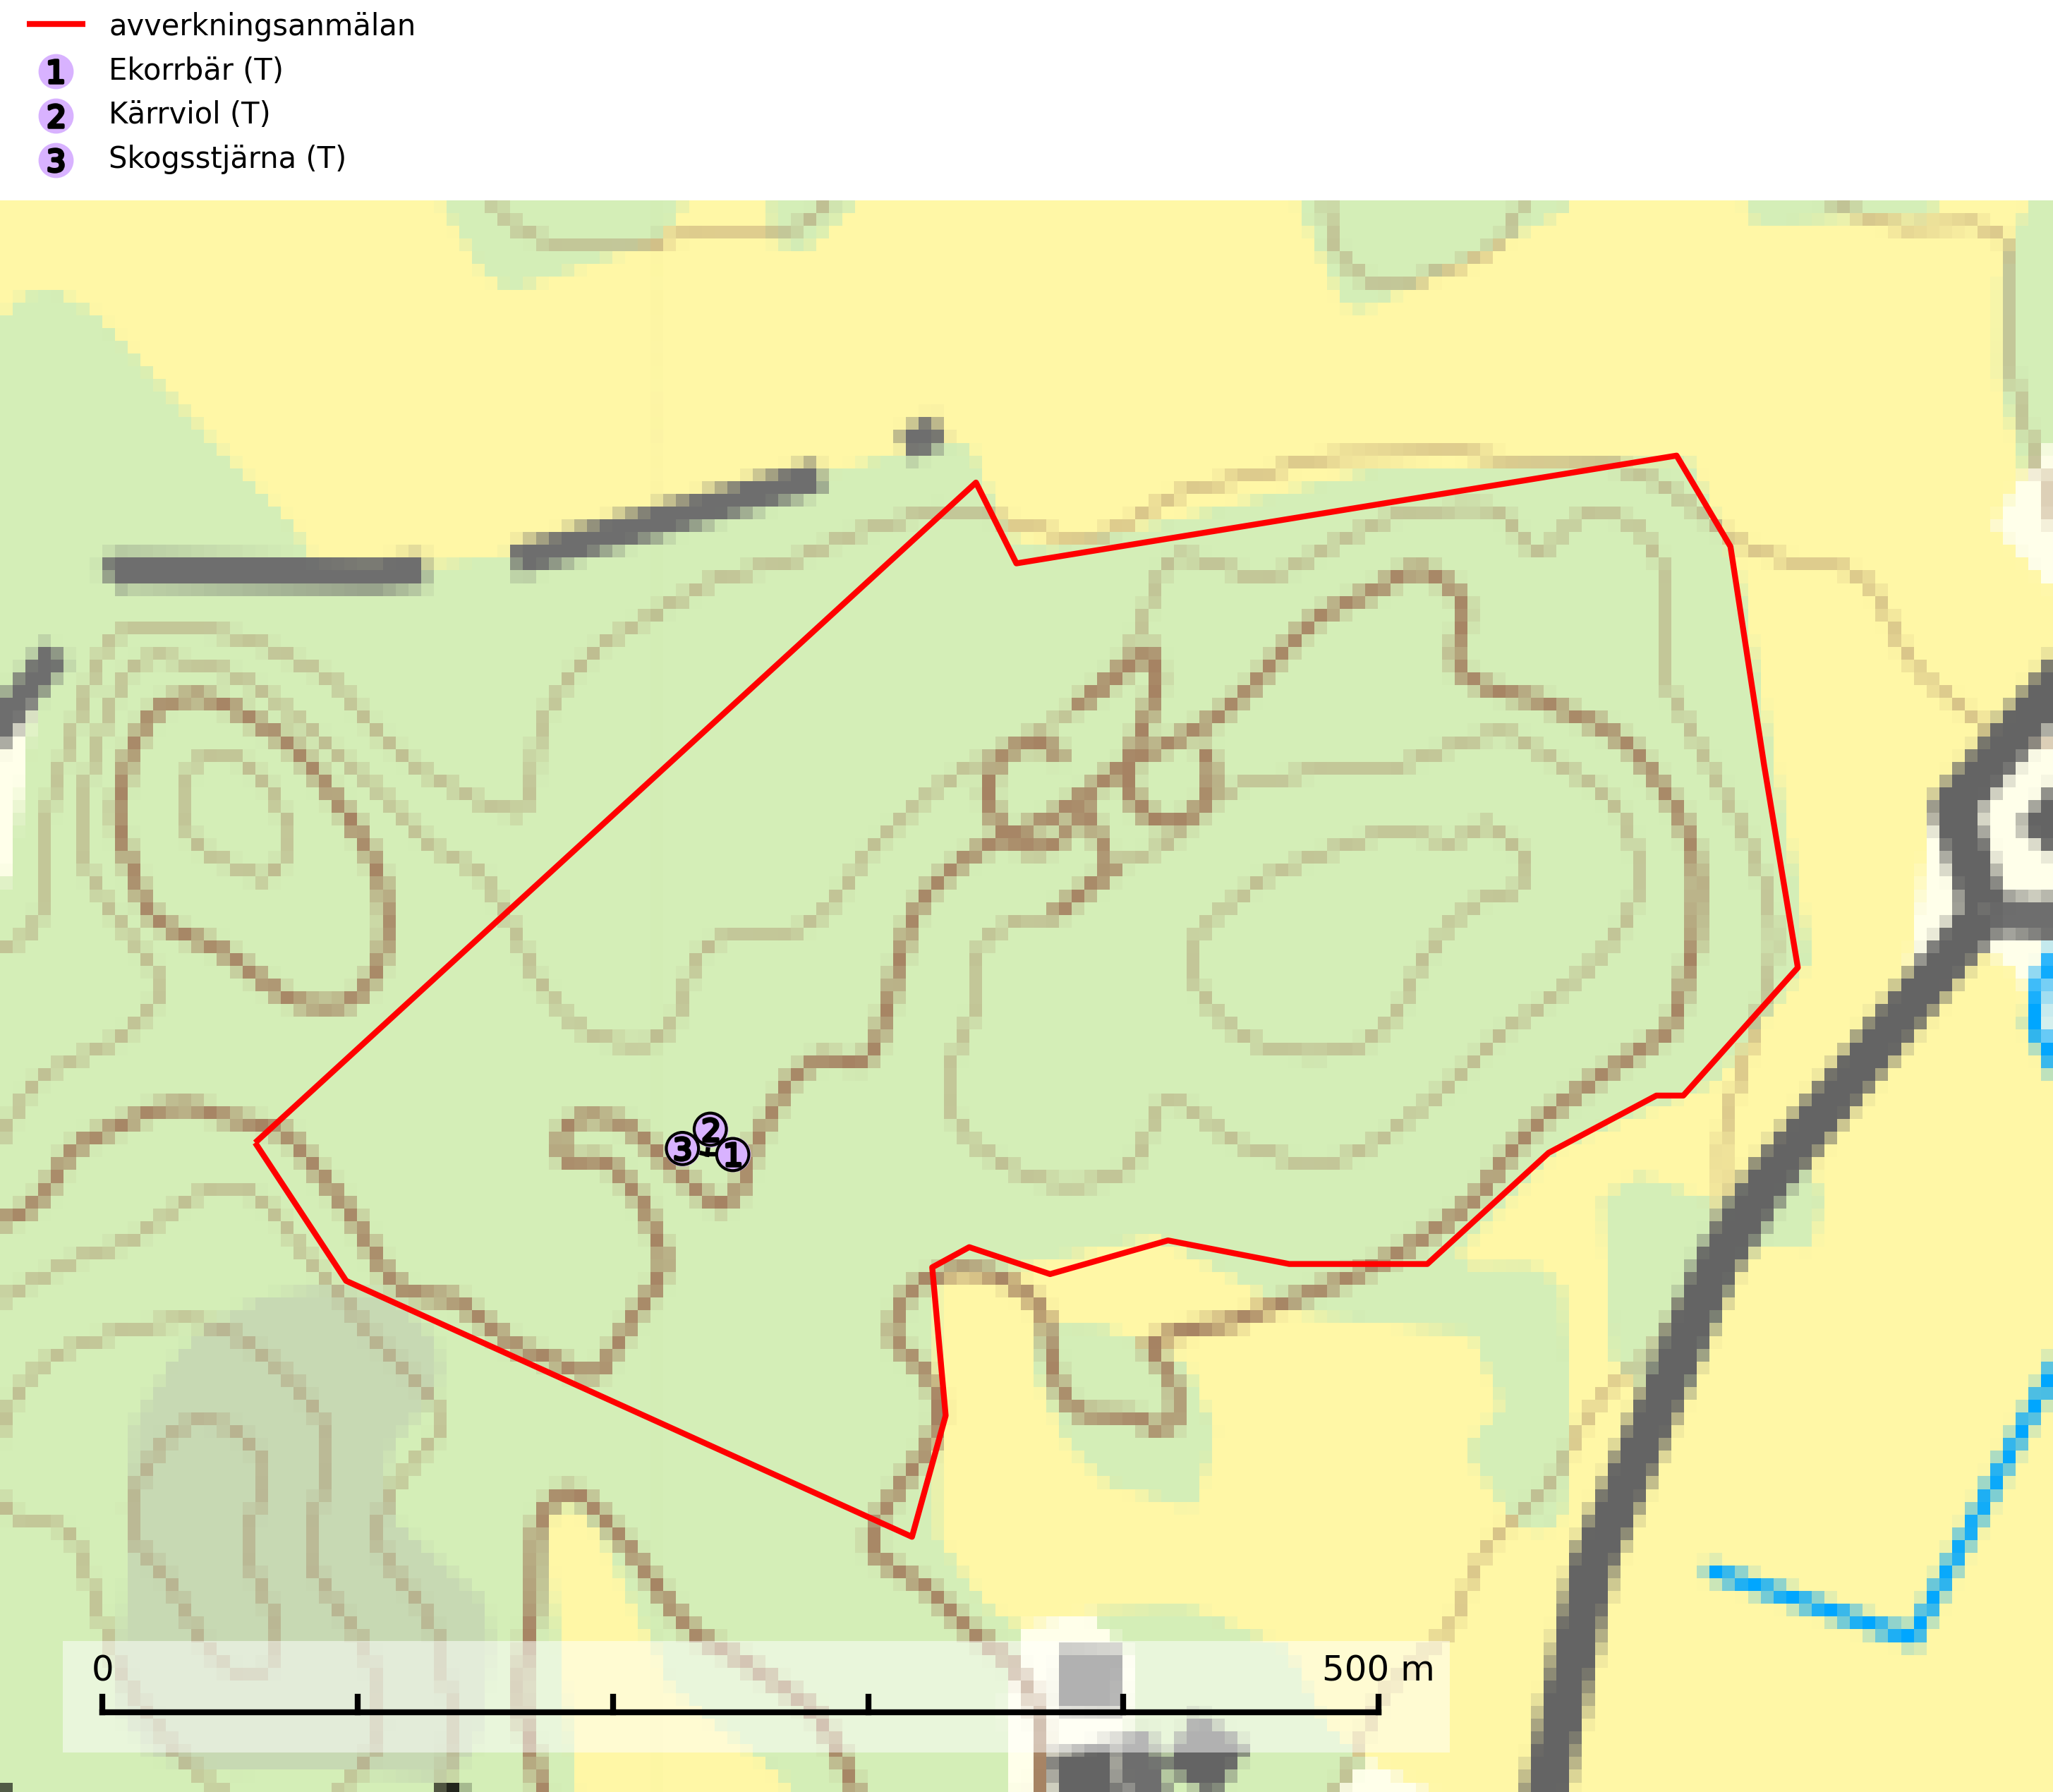 avverkningsanmälan
1 Ekorrbär (T)
2 Kärrviol (T)
3 Skogsstjärna (T)
2
3 1
0 500 m